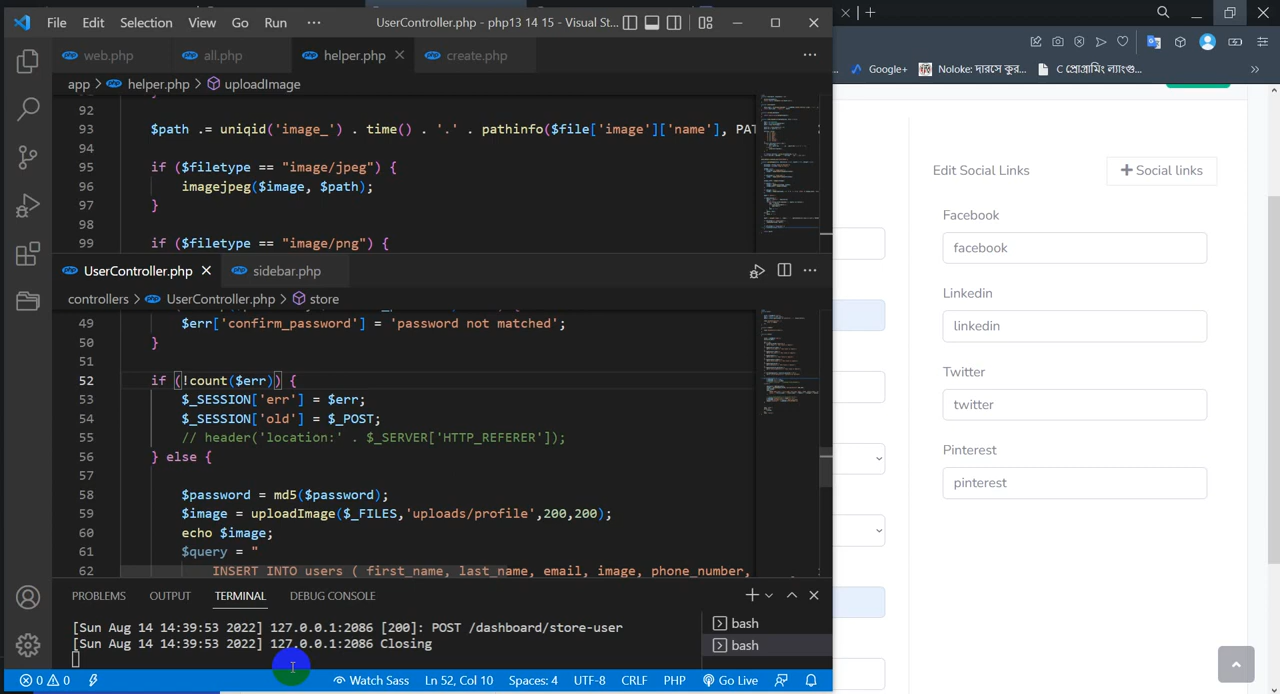 File Edit Selection View Go Run ··· UserController.php - php13 14 15 - Visual St...
web.php all.php helper.php create.php ···
app > helper.php > uploadImage
92
93 $path .= uniqid('image_') . time() . '.' . pathinfo($file['image']['name'], PAT
94
95 if ($filetype == "image/jpeg") {
96 imagejpeg($image, $path);
97 }
98
99 if ($filetype == "image/png") {
UserController.php sidebar.php ···
controllers > UserController.php > store
49 $err['confirm_password'] = 'password not matched';
50 }
51
52 if (!count($err)) {
53 $_SESSION['err'] = $err;
54 $_SESSION['old'] = $_POST;
55 // header('location:' . $_SERVER['HTTP_REFERER']);
56 } else {
57
58 $password = md5($password);
59 $image = uploadImage($_FILES,'uploads/profile',200,200);
60 echo $image;
61 $query = "
62 INSERT INTO users ( first_name, last_name, email, image, phone_number,
PROBLEMS OUTPUT TERMINAL DEBUG CONSOLE
[Sun Aug 14 14:39:53 2022] 127.0.0.1:2086 [200]: POST /dashboard/store-user
[Sun Aug 14 14:39:53 2022] 127.0.0.1:2086 Closing
bash
bash
0 0 Watch Sass Ln 52, Col 10 Spaces: 4 UTF-8 CRLF PHP Go Live
Google+ Noloke: দারসে কুর... C প্রোগ্রামিং ল্যাংগু... »
Edit Social Links + Social links
Facebook
facebook
Linkedin
linkedin
Twitter
twitter
Pinterest
pinterest